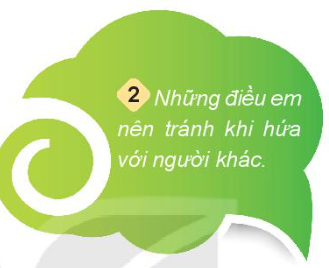 2 Những điều em
nên tránh khi hứa
với người khác.